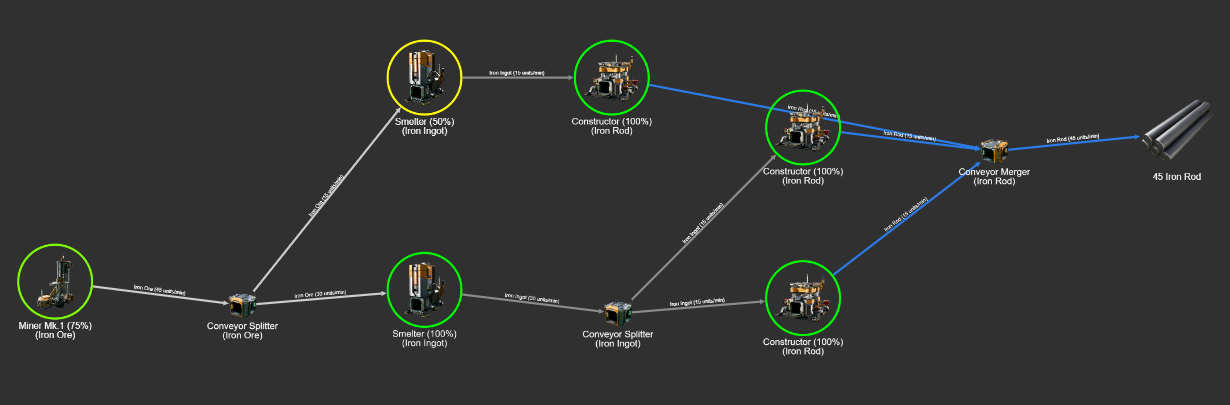 Iron Ingot (15 units/min)
Smelter (50%)
(Iron Ingot)
Constructor (100%)
(Iron Rod)
Iron Rod (15
Iron Rod (15 units/min)
Iron Rod (45 units/min)
Constructor (100%)
(Iron Rod)
Conveyor Merger
(Iron Rod)
45 Iron Rod
Iron Ore (15 units/min)
Iron Ingot (15 units/min)
Iron Rod (15 units/min)
Iron Ore (45 units/min)
Iron Ore (30 units/min)
Iron Ingot (30 units/min)
Iron Ingot (15 units/min)
Miner Mk.1 (75%)
(Iron Ore)
Conveyor Splitter
(Iron Ore)
Smelter (100%)
(Iron Ingot)
Conveyor Splitter
(Iron Ingot)
Constructor (100%)
(Iron Rod)